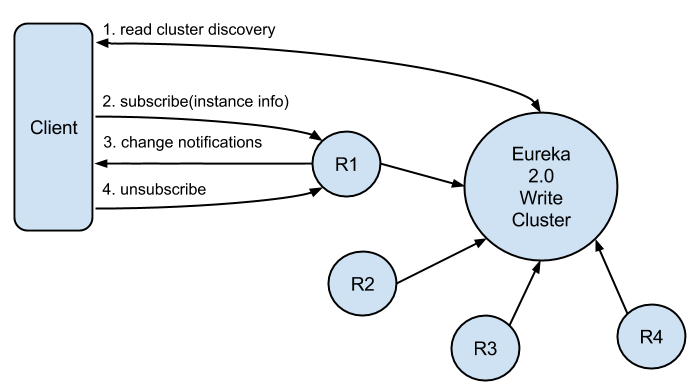 1. read cluster discovery
2. subscribe(instance info)
3. change notifications
4. unsubscribe
Client
R1
Eureka
2.0
Write
Cluster
R2
R3
R4